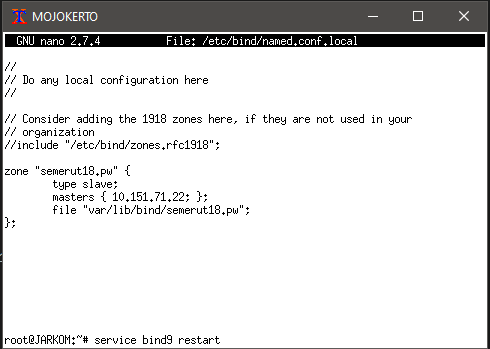 MOJOKERTO
GNU nano 2.7.4 File: /etc/bind/named.conf.local
//
// Do any local configuration here
//
// Consider adding the 1918 zones here, if they are not used in your
// organization
//include "/etc/bind/zones.rfc1918";
zone "semerut18.pw" {
type slave;
masters { 10.151.71.22; };
file "var/lib/bind/semerut18.pw";
};
root@JARKOM:~# service bind9 restart